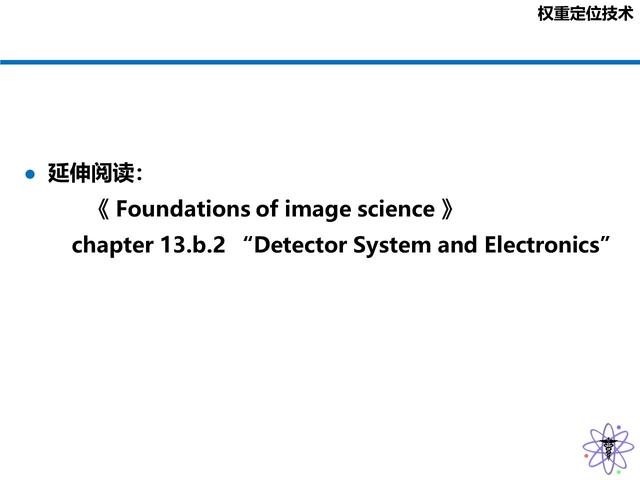 权重定位技术
延伸阅读：
《 Foundations of image science 》
chapter 13.b.2 “Detector System and Electronics”